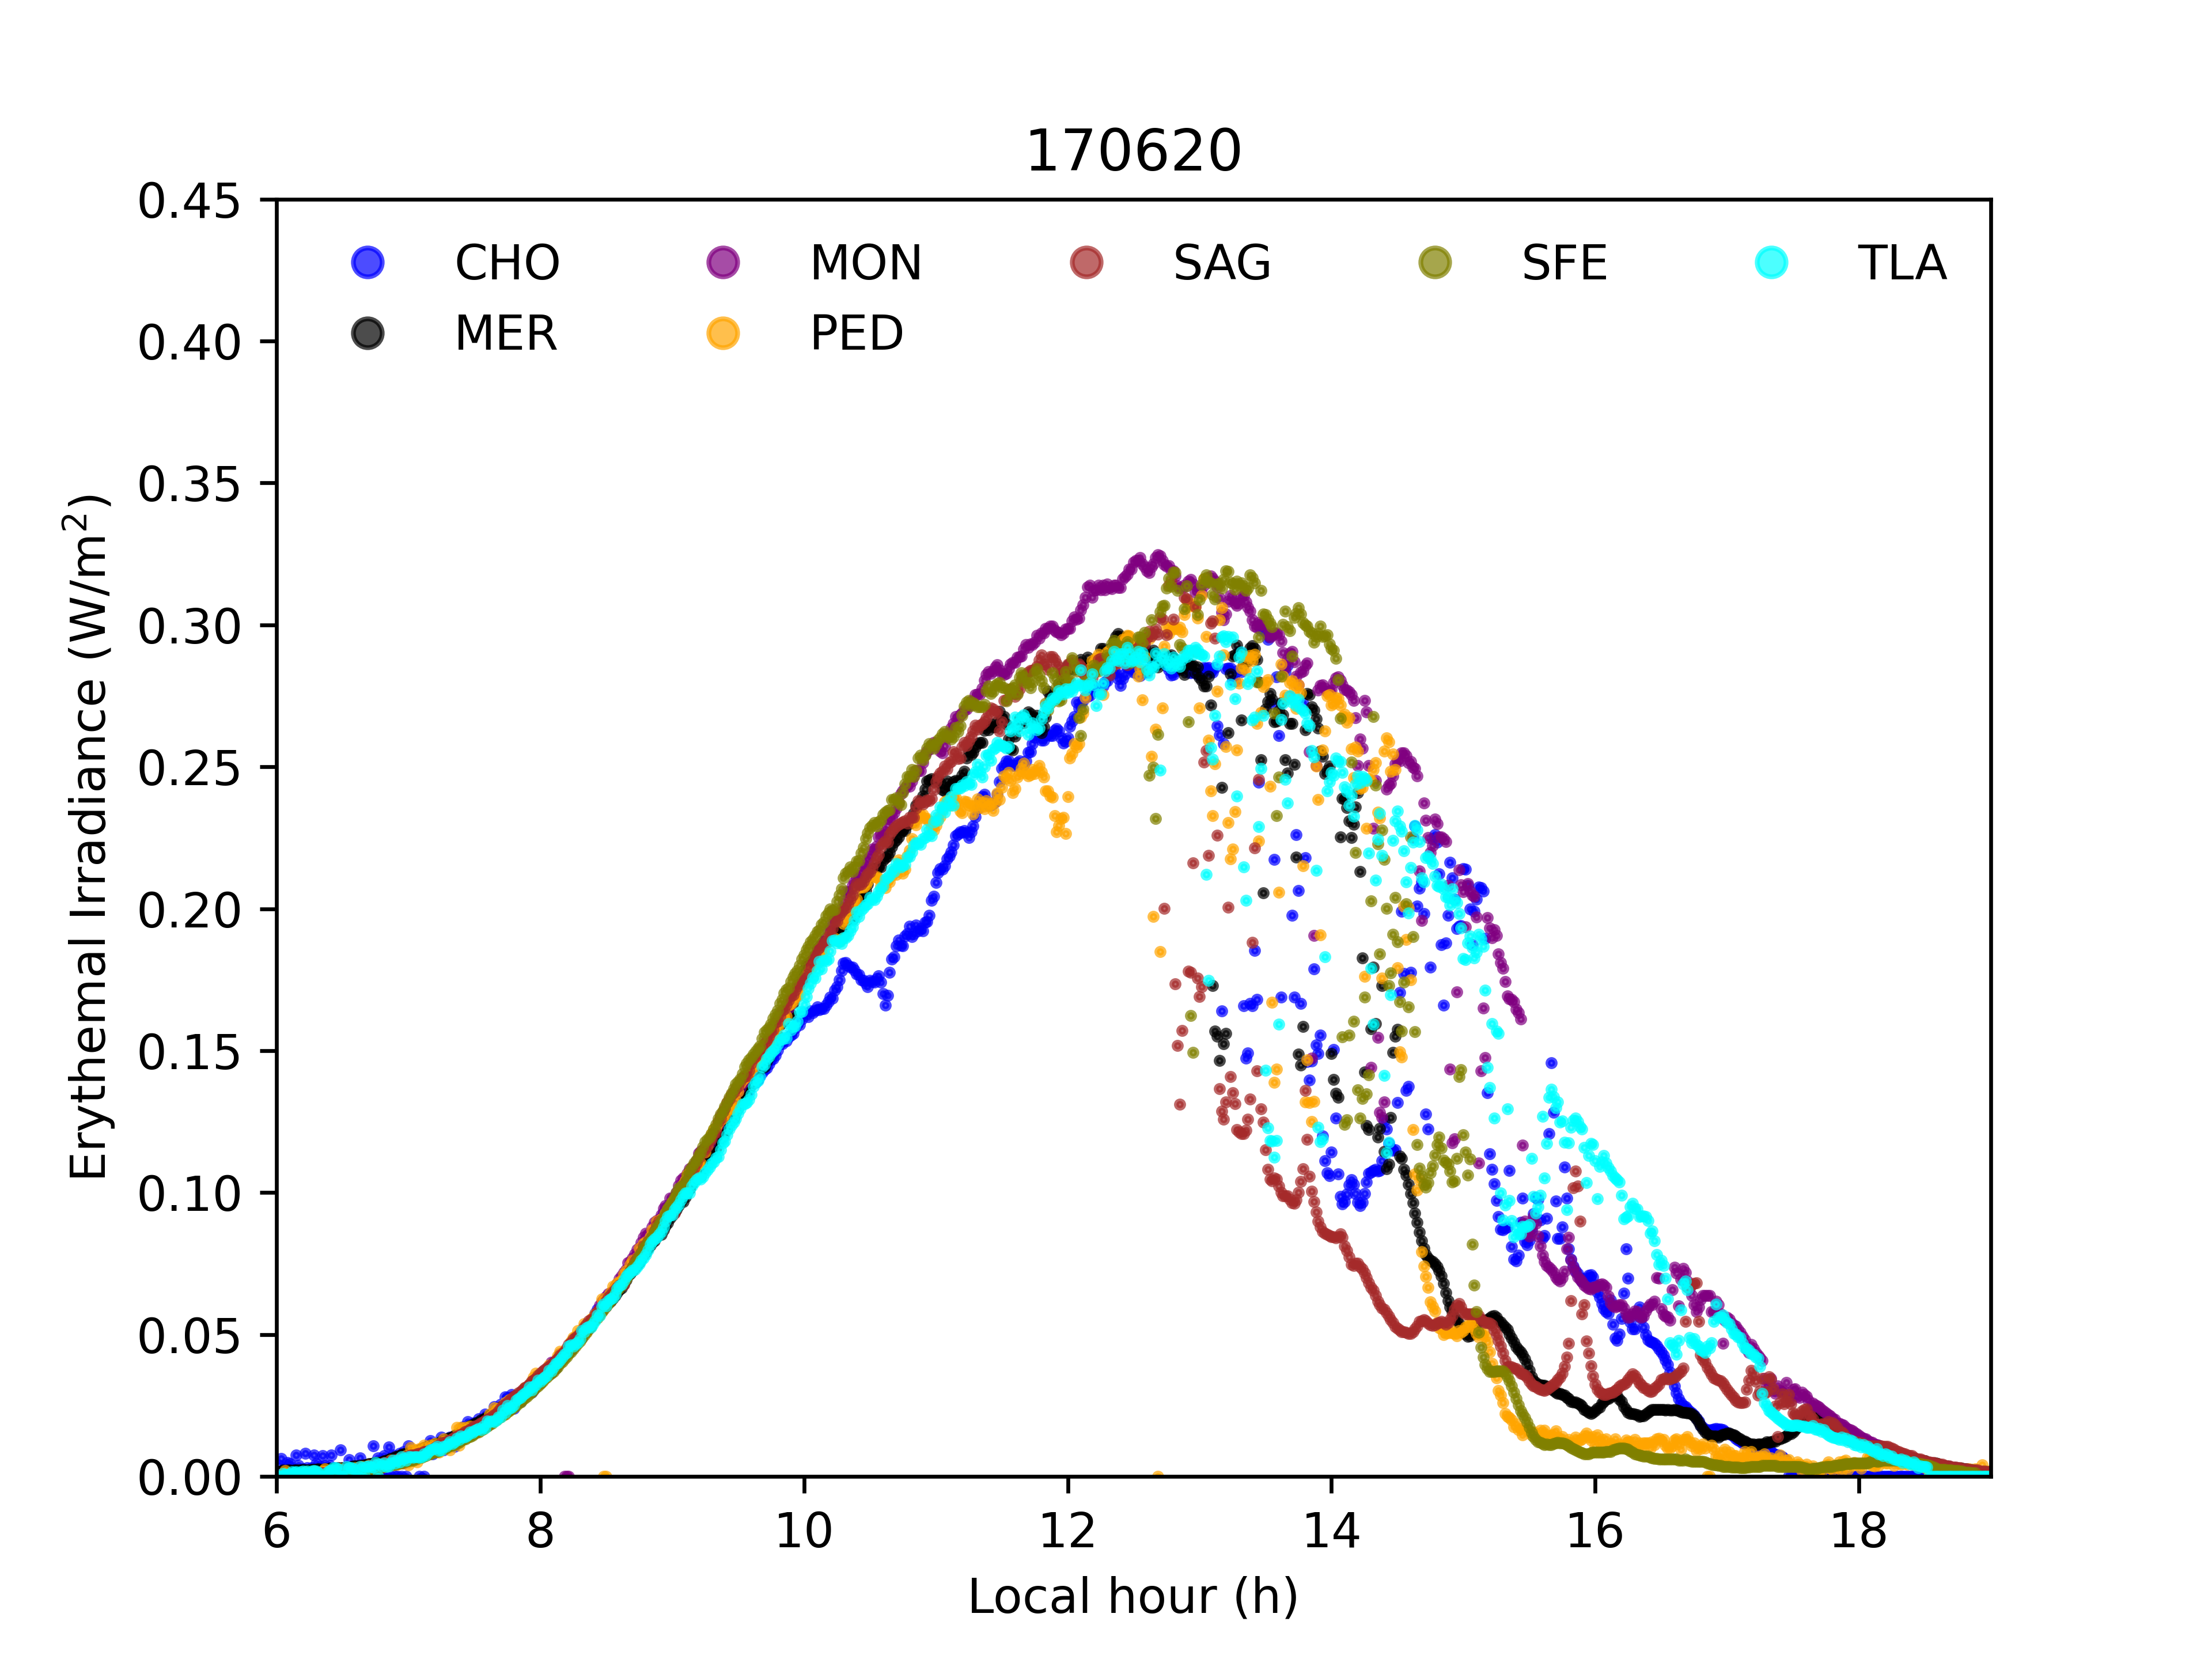 170620
Erythemal Irradiance (W/m²)
0.45
0.40
0.35
0.30
0.25
0.20
0.15
0.10
0.05
0.00
CHO MON SAG SFE TLA
MER PED
6 8 10 12 14 16 18
Local hour (h)